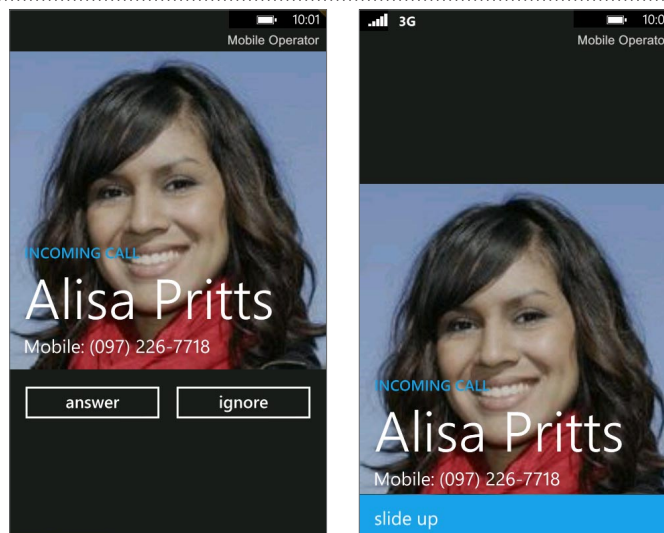 10:01
Mobile Operator
INCOMING CALL
Alisa Pritts
Mobile: (097) 226-7718
answer
ignore
3G
Mobile Operato
INCOMING CALL
Alisa Pritts
Mobile: (097) 226-7718
slide up